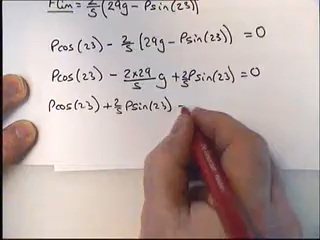 FLim = 2/5 (29g - Psin(23))
Pcos(23) - 2/5 (29g - Psin(23)) = 0
Pcos(23) - 2×29/5 g + 2/5 Psin(23) = 0
Pcos(23) + 2/5 Psin(23) =